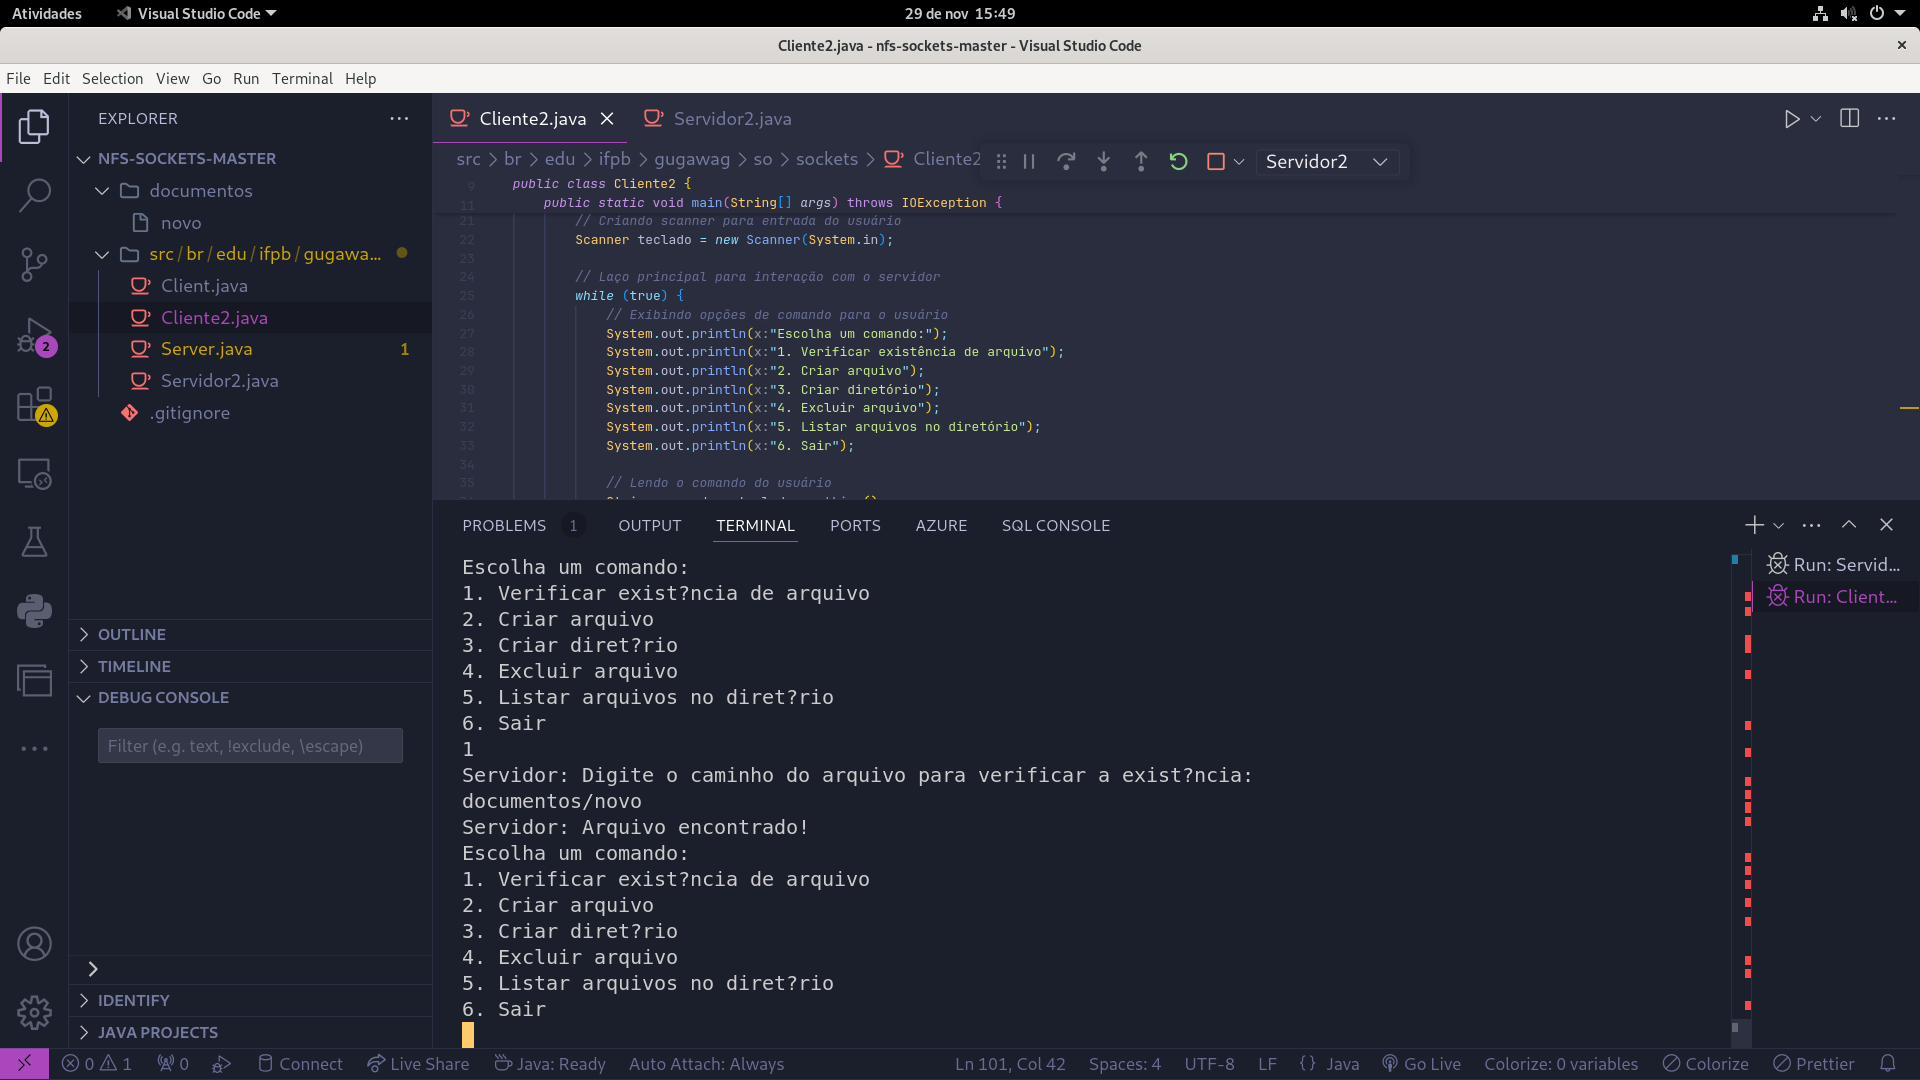 Atividades
Visual Studio Code
29 de nov 15:49
Cliente2.java - nfs-sockets-master - Visual Studio Code
File Edit Selection View Go Run Terminal Help
EXPLORER
NFS-SOCKETS-MASTER
documentos
novo
src/br/edu/ifpb/gugawa...
Client.java
Cliente2.java
Server.java 1
Servidor2.java
.gitignore
2
OUTLINE
TIMELINE
DEBUG CONSOLE
Filter (e.g. text, !exclude, \escape)
IDENTIFY
JAVA PROJECTS
Cliente2.java
Servidor2.java
src > br > edu > ifpb > gugawag > so > sockets > Cliente2
Servidor2
9 public class Cliente2 {
11 public static void main(String[] args) throws IOException {
21 // Criando scanner para entrada do usuário
22 Scanner teclado = new Scanner(System.in);
23
24 // Laço principal para interação com o servidor
25 while (true) {
26 // Exibindo opções de comando para o usuário
27 System.out.println(x:"Escolha um comando:");
28 System.out.println(x:"1. Verificar existência de arquivo");
29 System.out.println(x:"2. Criar arquivo");
30 System.out.println(x:"3. Criar diretório");
31 System.out.println(x:"4. Excluir arquivo");
32 System.out.println(x:"5. Listar arquivos no diretório");
33 System.out.println(x:"6. Sair");
34
35 // Lendo o comando do usuário
PROBLEMS 1 OUTPUT TERMINAL PORTS AZURE SQL CONSOLE
Escolha um comando:
1. Verificar exist?ncia de arquivo
2. Criar arquivo
3. Criar diret?rio
4. Excluir arquivo
5. Listar arquivos no diret?rio
6. Sair
1
Servidor: Digite o caminho do arquivo para verificar a exist?ncia:
documentos/novo
Servidor: Arquivo encontrado!
Escolha um comando:
1. Verificar exist?ncia de arquivo
2. Criar arquivo
3. Criar diret?rio
4. Excluir arquivo
5. Listar arquivos no diret?rio
6. Sair
Run: Servid...
Run: Client...
0 1 0 Connect Live Share Java: Ready Auto Attach: Always Ln 101, Col 42 Spaces: 4 UTF-8 LF {} Java Go Live Colorize: 0 variables Colorize Prettier